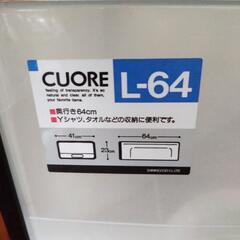 CUORE
feeling of transparency. It's so
natural and clear. all of them,
your favorite items.
L-64
■奥行き64cm
■Yシャツ、タオルなどの収納に便利です。
41cm
23cm
64cm